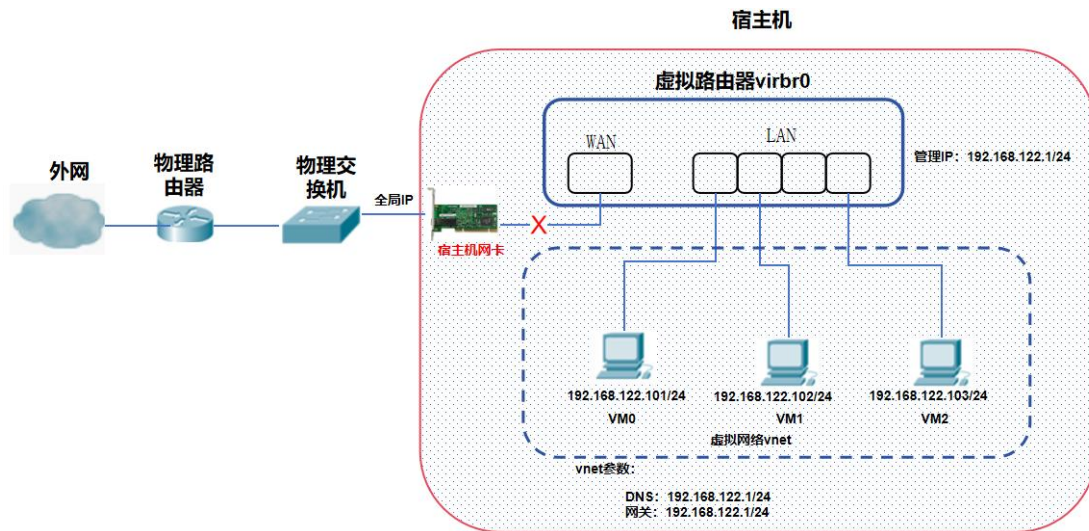 宿主机
虚拟路由器virbr0
WAN
LAN
管理IP：192.168.122.1/24
外网
物理路
由器
物理交
换机
全局IP
X
宿主机网卡
192.168.122.101/24
192.168.122.102/24
192.168.122.103/24
VM0
VM1
VM2
虚拟网络vnet
vnet参数：
DNS：192.168.122.1/24
网关：192.168.122.1/24